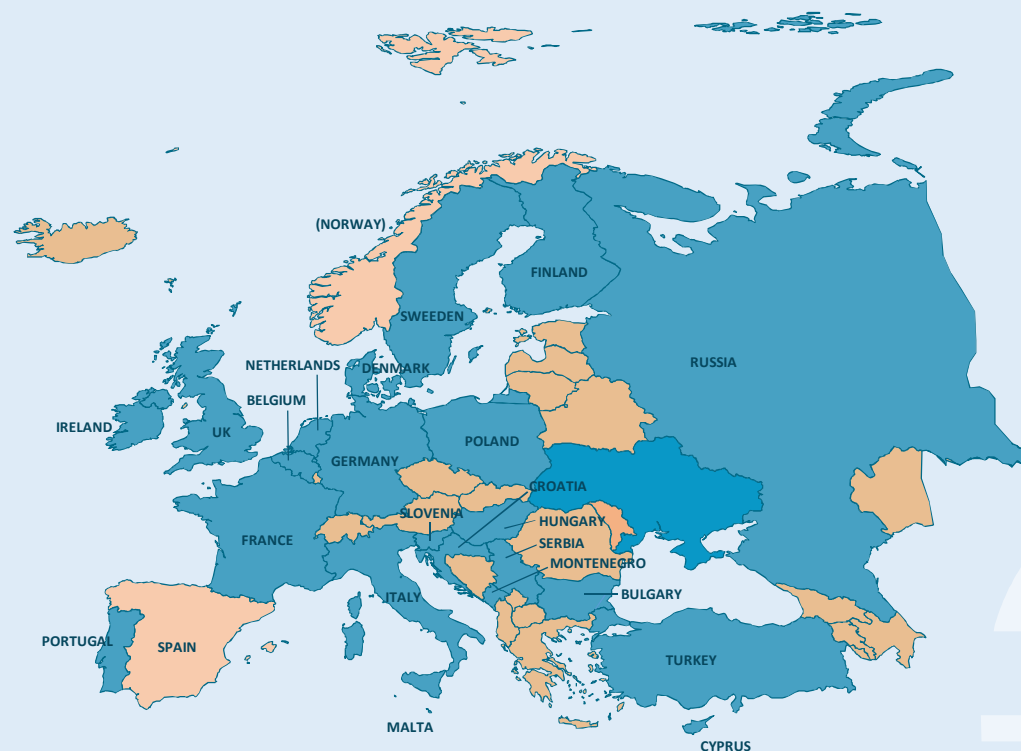 (NORWAY)
FINLAND
SWEEDEN
RUSSIA
NETHERLANDS
DENMARK
BELGIUM
IRELAND
UK
POLAND
GERMANY
CROATIA
SLOVENIA
HUNGARY
FRANCE
SERBIA
MONTENEGRO
BULGARY
ITALY
PORTUGAL
SPAIN
TURKEY
MALTA
CYPRUS